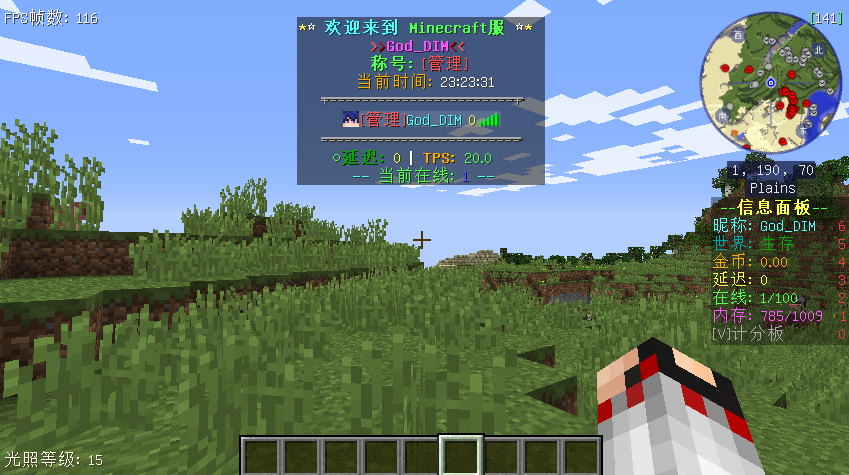 FPS帧数: 116
*☆ 欢迎来到 Minecraft服 ☆*
>>God_DIM<<
称号: [管理]
当前时间: 23:23:31
[管理]God_DIM 0
○延迟: 0 | TPS: 20.0
-- 当前在线: 1 --
[141]
西
北
南
东
1, 190, 70
Plains
--信息面板--
昵称: God_DIM 6
世界: 生存 5
金币: 0.00 4
延迟: 0 3
在线: 1/100 2
内存: 785/1009 1
[V]计分板 0
光照等级: 15